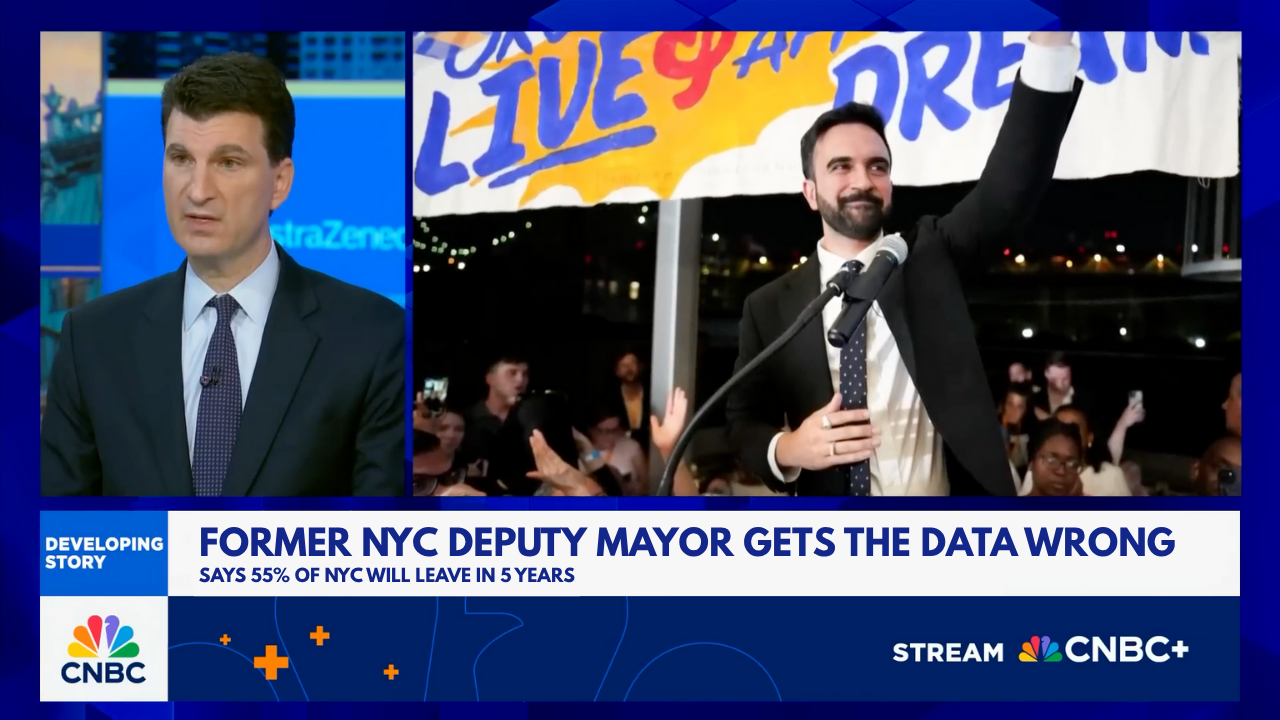 LIVE
DREAM
straZenec
DEVELOPING
STORY
FORMER NYC DEPUTY MAYOR GETS THE DATA WRONG
SAYS 55% OF NYC WILL LEAVE IN 5 YEARS
CNBC
STREAM CNBC+